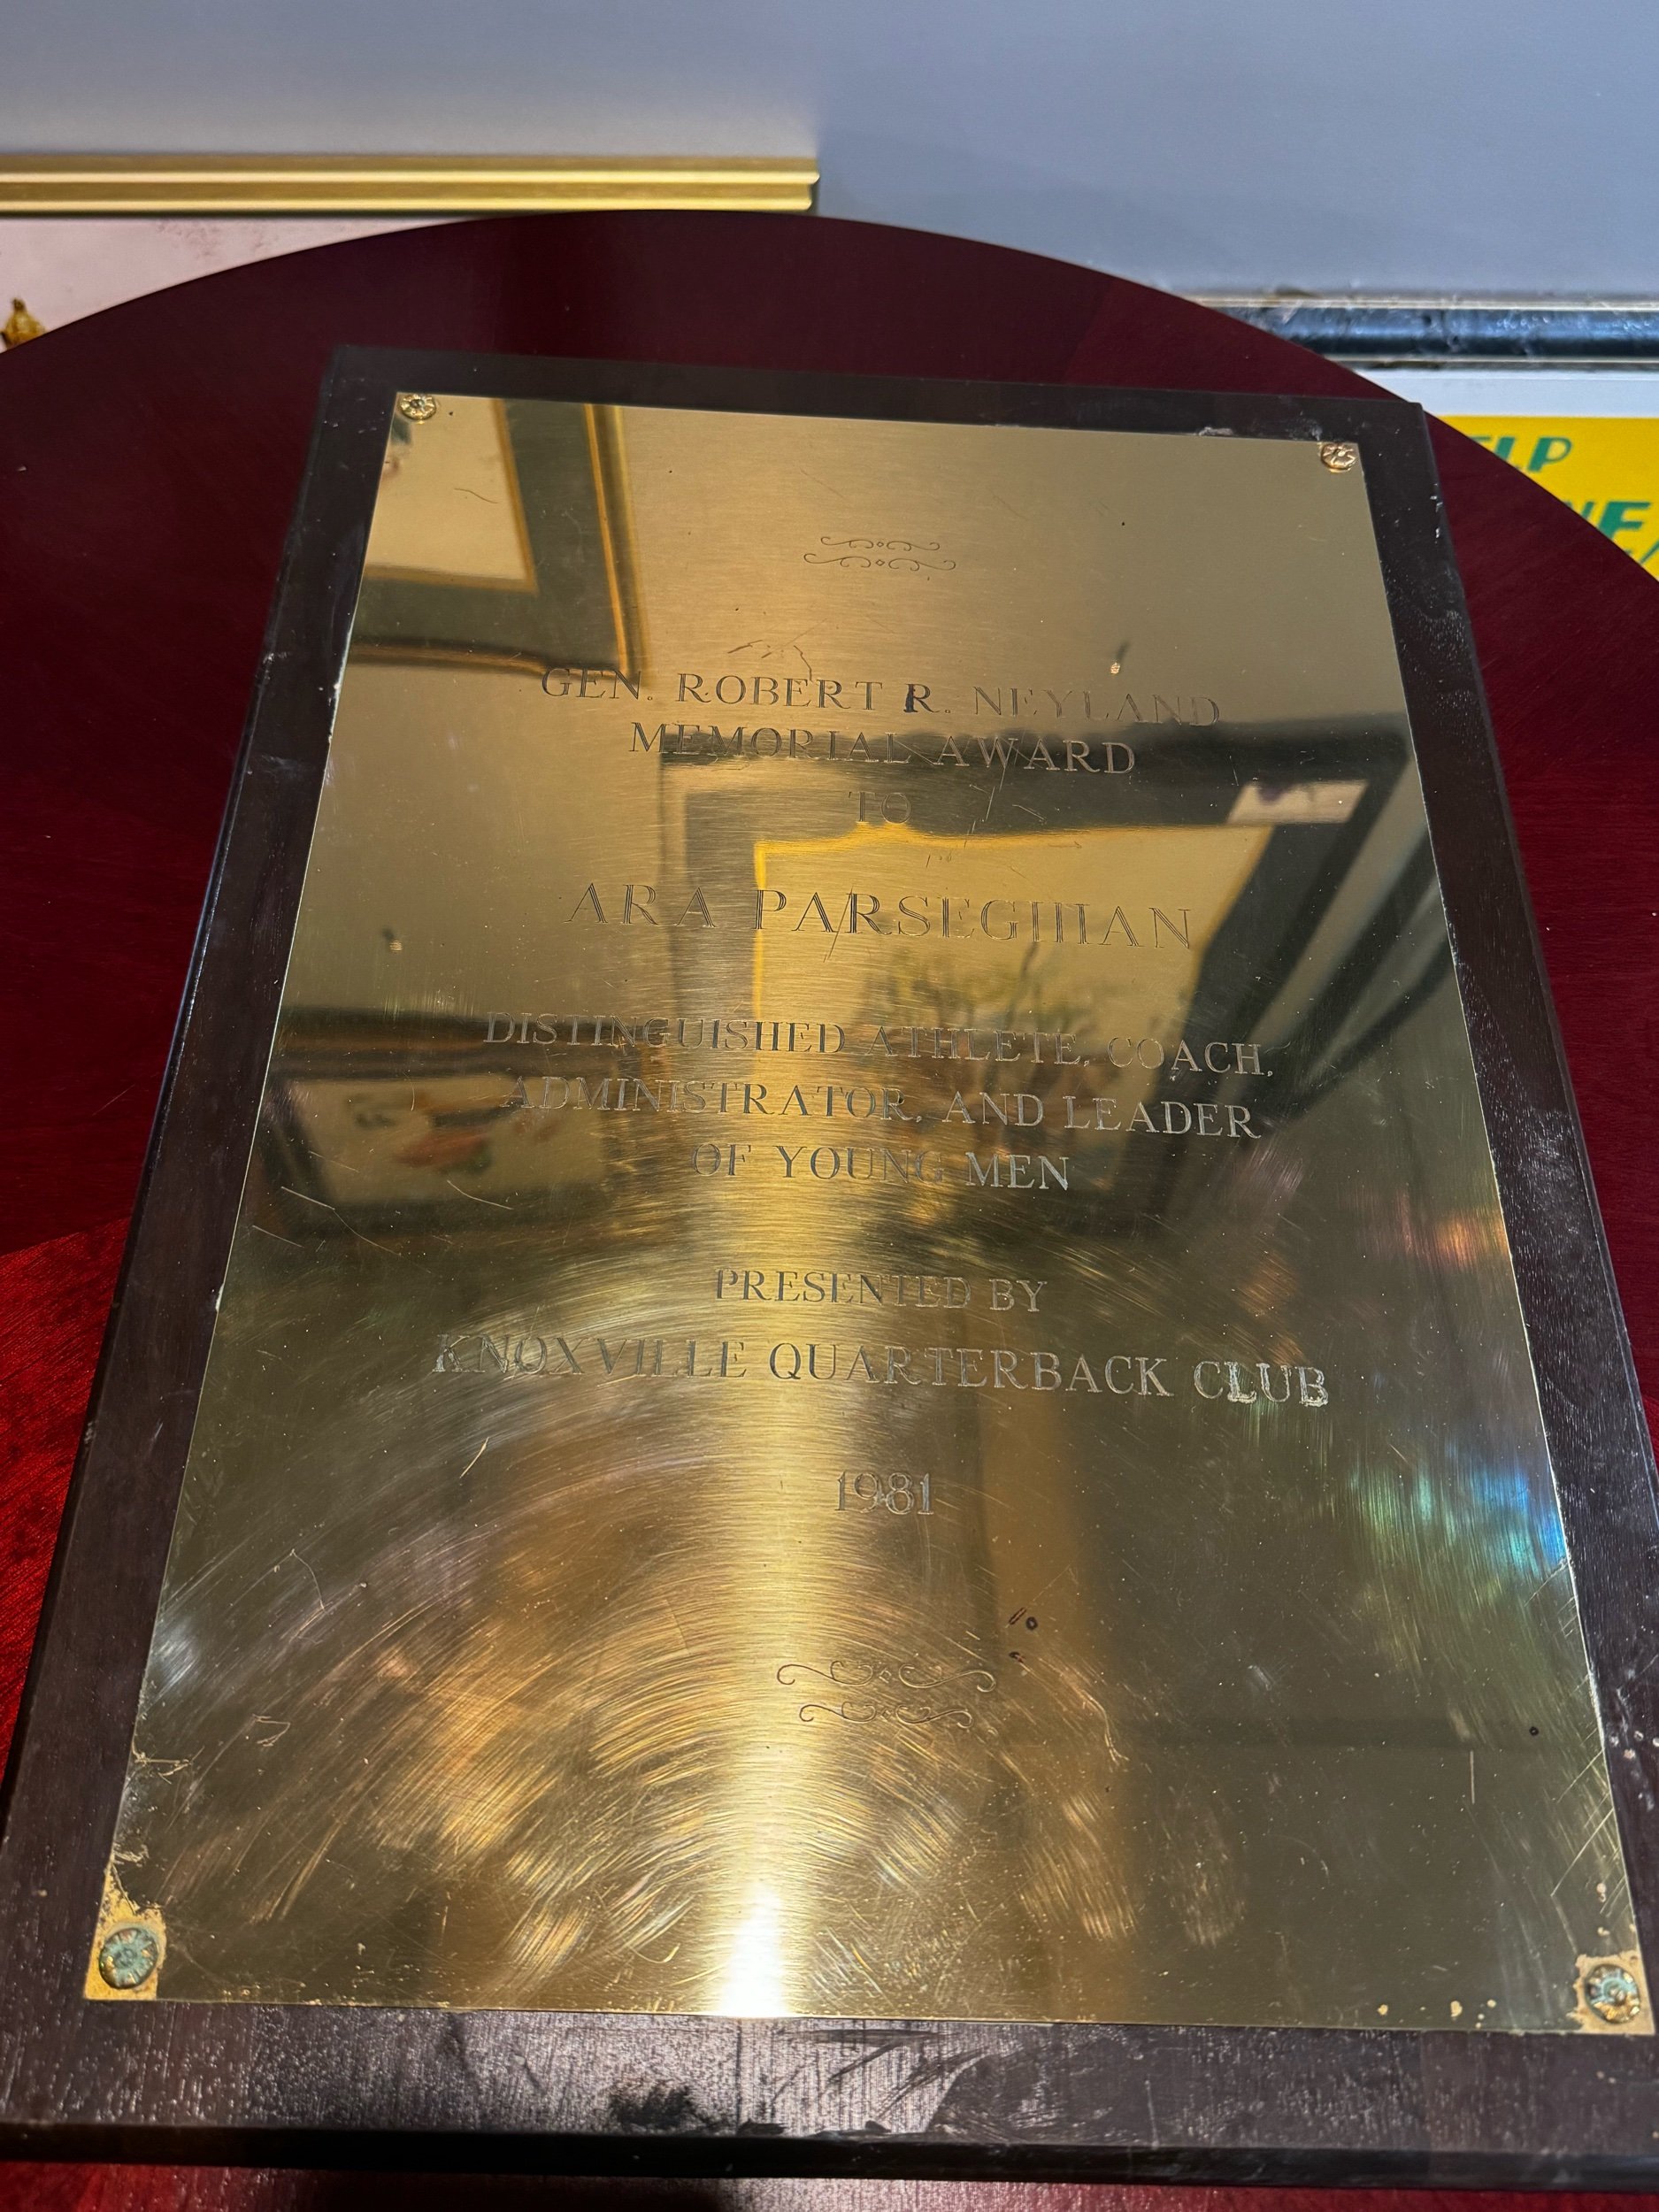 GEN. ROBERT R. NEYLAND
MEMORIAL AWARD
TO
ARA PARSEGHIAN
DISTINGUISHED ATHLETE, COACH,
ADMINISTRATOR, AND LEADER
OF YOUNG MEN
PRESENTED BY
KNOXVILLE QUARTERBACK CLUB
1981